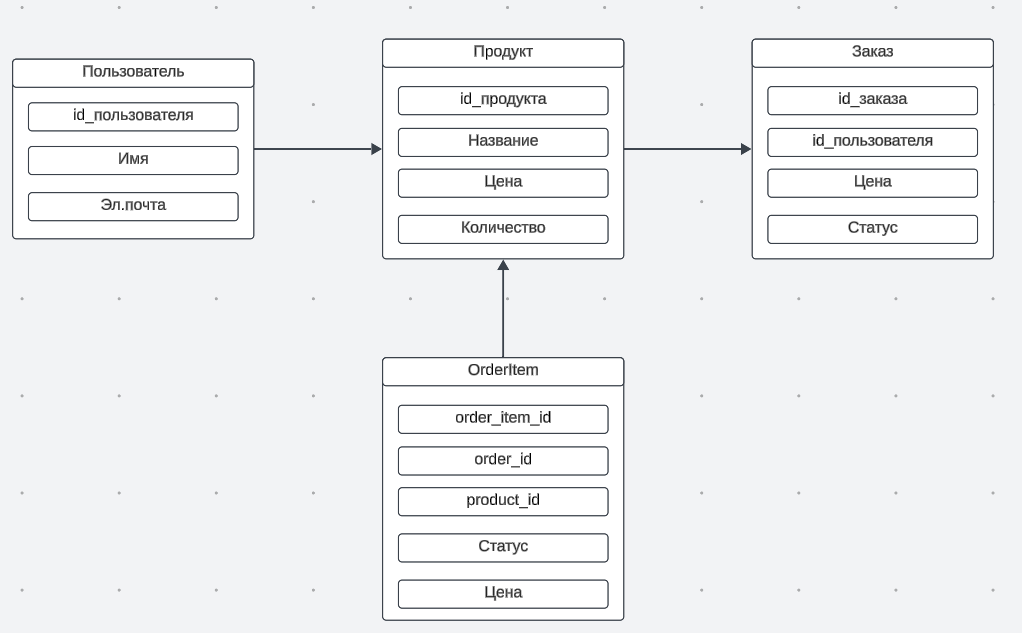 Пользователь
id_пользователя
Имя
Эл.почта
Продукт
id_продукта
Название
Цена
Количество
Заказ
id_заказа
id_пользователя
Цена
Статус
OrderItem
order_item_id
order_id
product_id
Статус
Цена